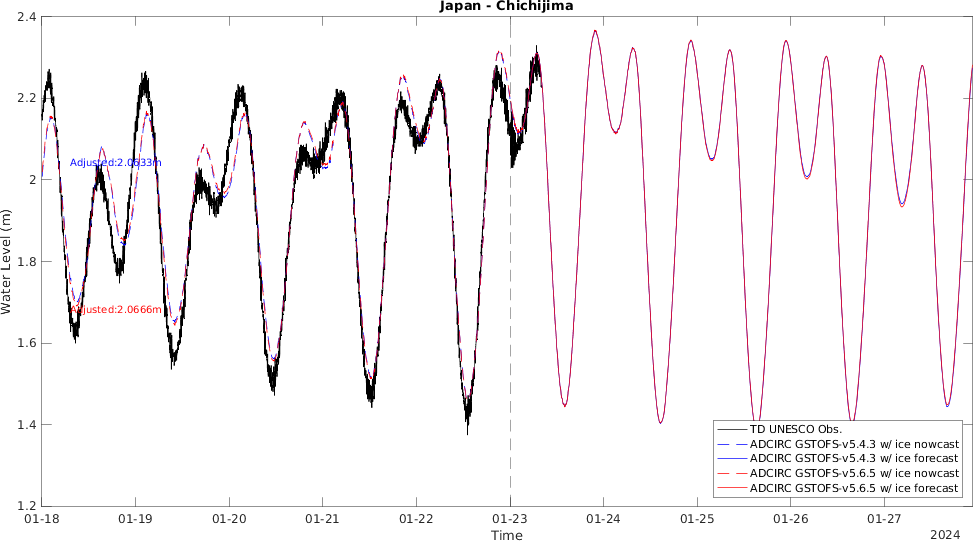 Japan - Chichijima
2.4
2.2
2
1.8
1.6
1.4
1.2
Water Level (m)
Adjusted:2.0633m
Adjusted:2.0666m
TD UNESCO Obs.
ADCIRC GSTOFS-v5.4.3 w/ ice nowcast
ADCIRC GSTOFS-v5.4.3 w/ ice forecast
ADCIRC GSTOFS-v5.6.5 w/ ice nowcast
ADCIRC GSTOFS-v5.6.5 w/ ice forecast
01-18 01-19 01-20 01-21 01-22 01-23 01-24 01-25 01-26 01-27
Time
2024